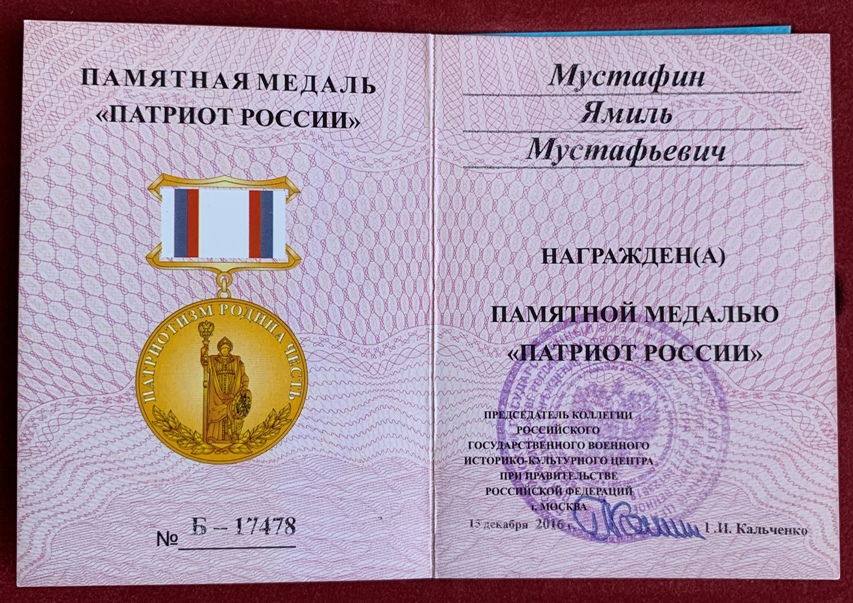 ПАМЯТНАЯ МЕДАЛЬ
«ПАТРИОТ РОССИИ»
ПАТРИОТИЗМ РОДИНА ЧЕСТЬ
№ Б – 17478
Мустафин
Ямиль
Мустафьевич
НАГРАЖДЕН(А)
ПАМЯТНОЙ МЕДАЛЬЮ
«ПАТРИОТ РОССИИ»
ПРЕДСЕДАТЕЛЬ КОЛЛЕГИИ
РОССИЙСКОГО
ГОСУДАРСТВЕННОГО ВОЕННОГО
ИСТОРИКО-КУЛЬТУРНОГО ЦЕНТРА
ПРИ ПРАВИТЕЛЬСТВЕ
РОССИЙСКОЙ ФЕДЕРАЦИЙ
г. МОСКВА
15 декабря 2016 г. Г.И. Кальченко